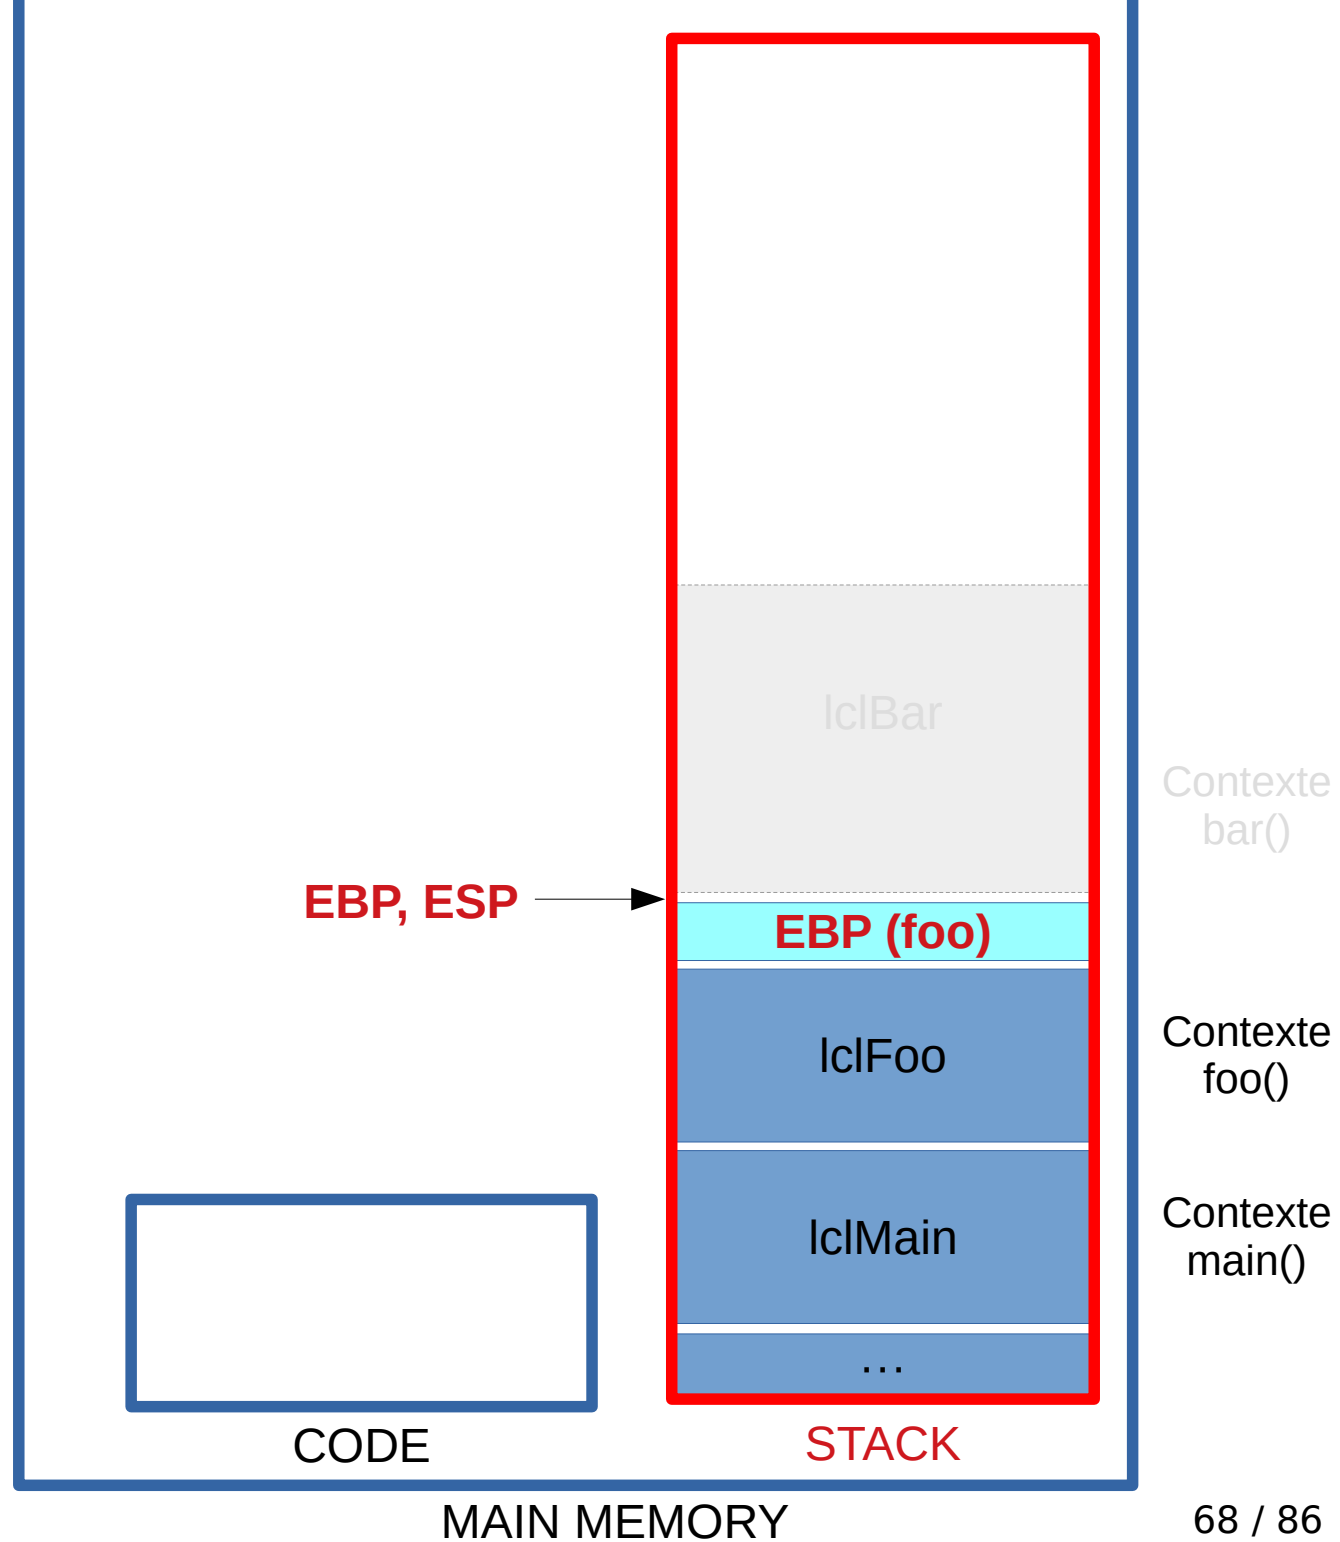 lclBar
Contexte
bar()
EBP, ESP
EBP (foo)
lclFoo
Contexte
foo()
lclMain
Contexte
main()
...
CODE
STACK
MAIN MEMORY
68 / 86